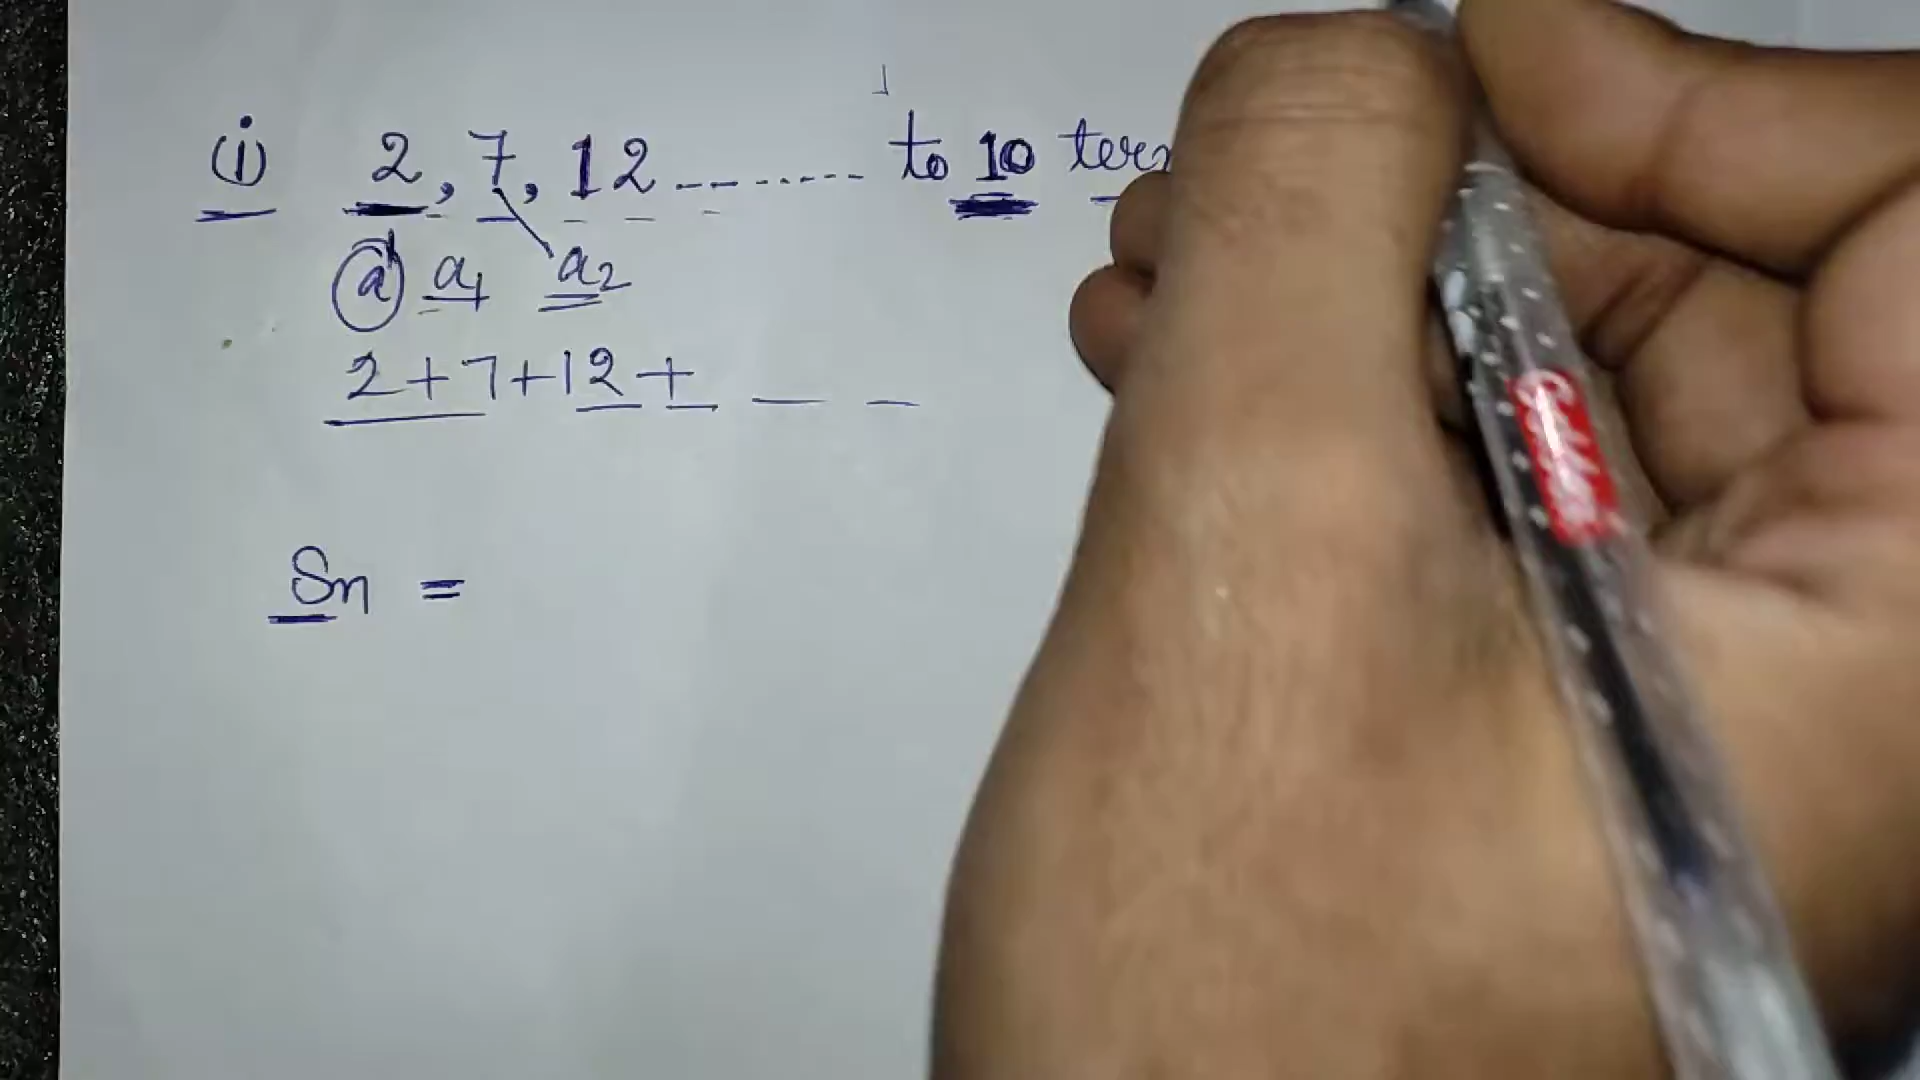 (i) 2, 7, 12 -------- to 10
a a1 a2
2+7+12+ _ _
Sn =